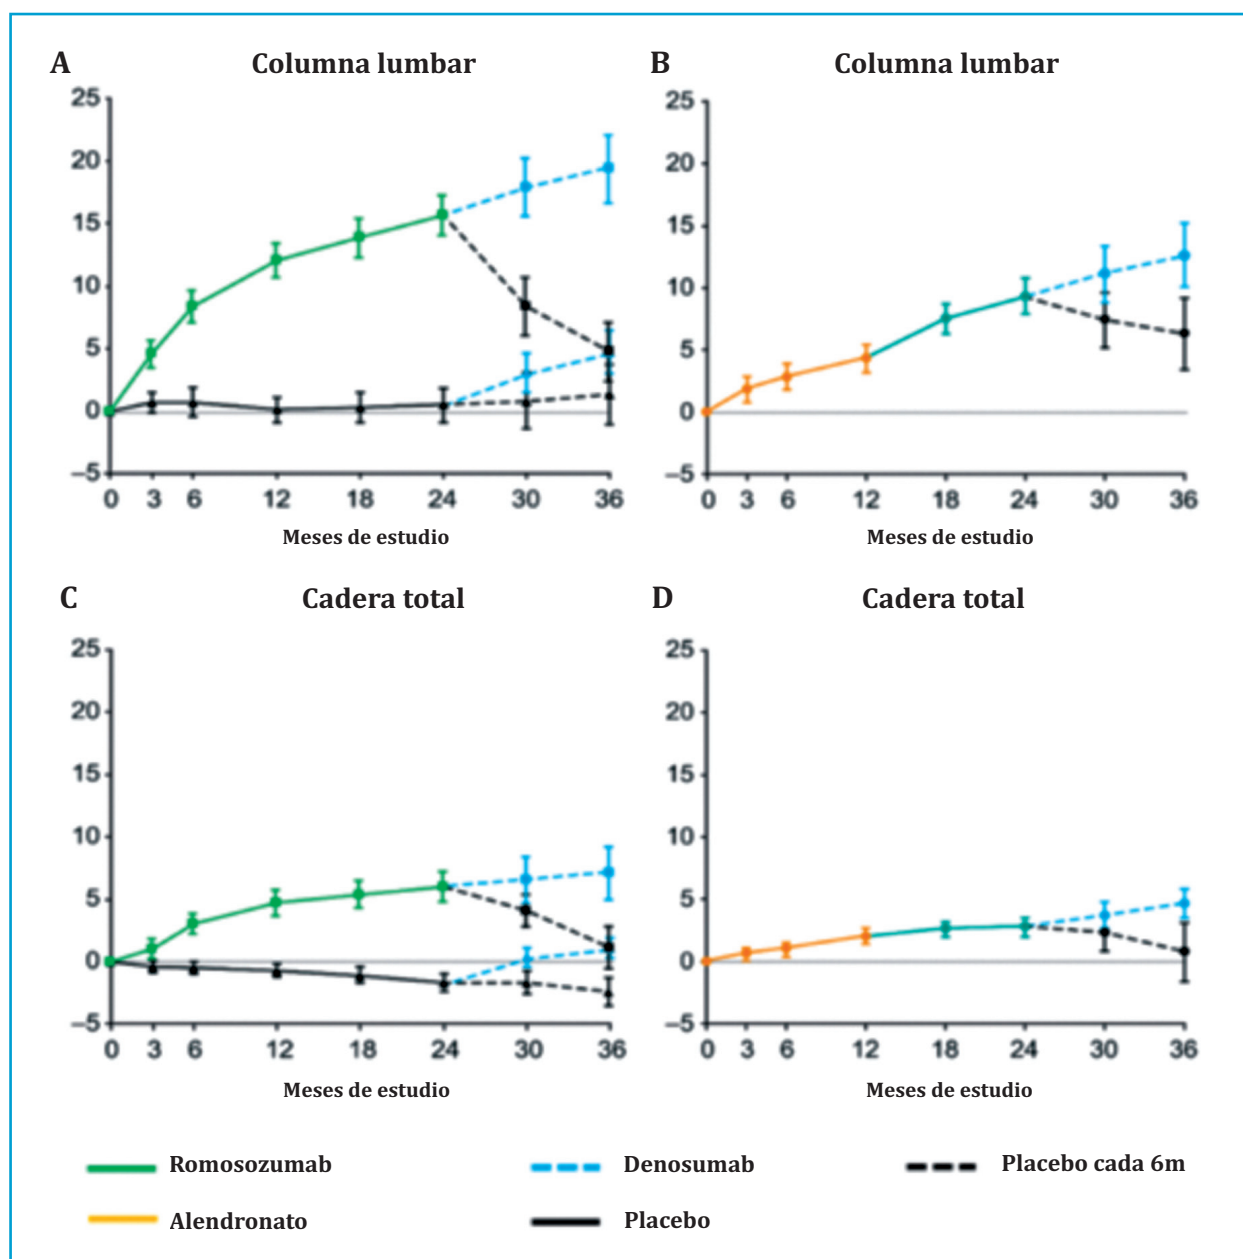 A
Columna lumbar
25
20
15
10
5
0
–5
0 3 6 12 18 24 30 36
Meses de estudio
B
Columna lumbar
25
20
15
10
5
0
–5
0 3 6 12 18 24 30 36
Meses de estudio
C
Cadera total
25
20
15
10
5
0
–5
0 3 6 12 18 24 30 36
Meses de estudio
D
Cadera total
25
20
15
10
5
0
–5
0 3 6 12 18 24 30 36
Meses de estudio
Romosozumab
Denosumab
Placebo cada 6m
Alendronato
Placebo